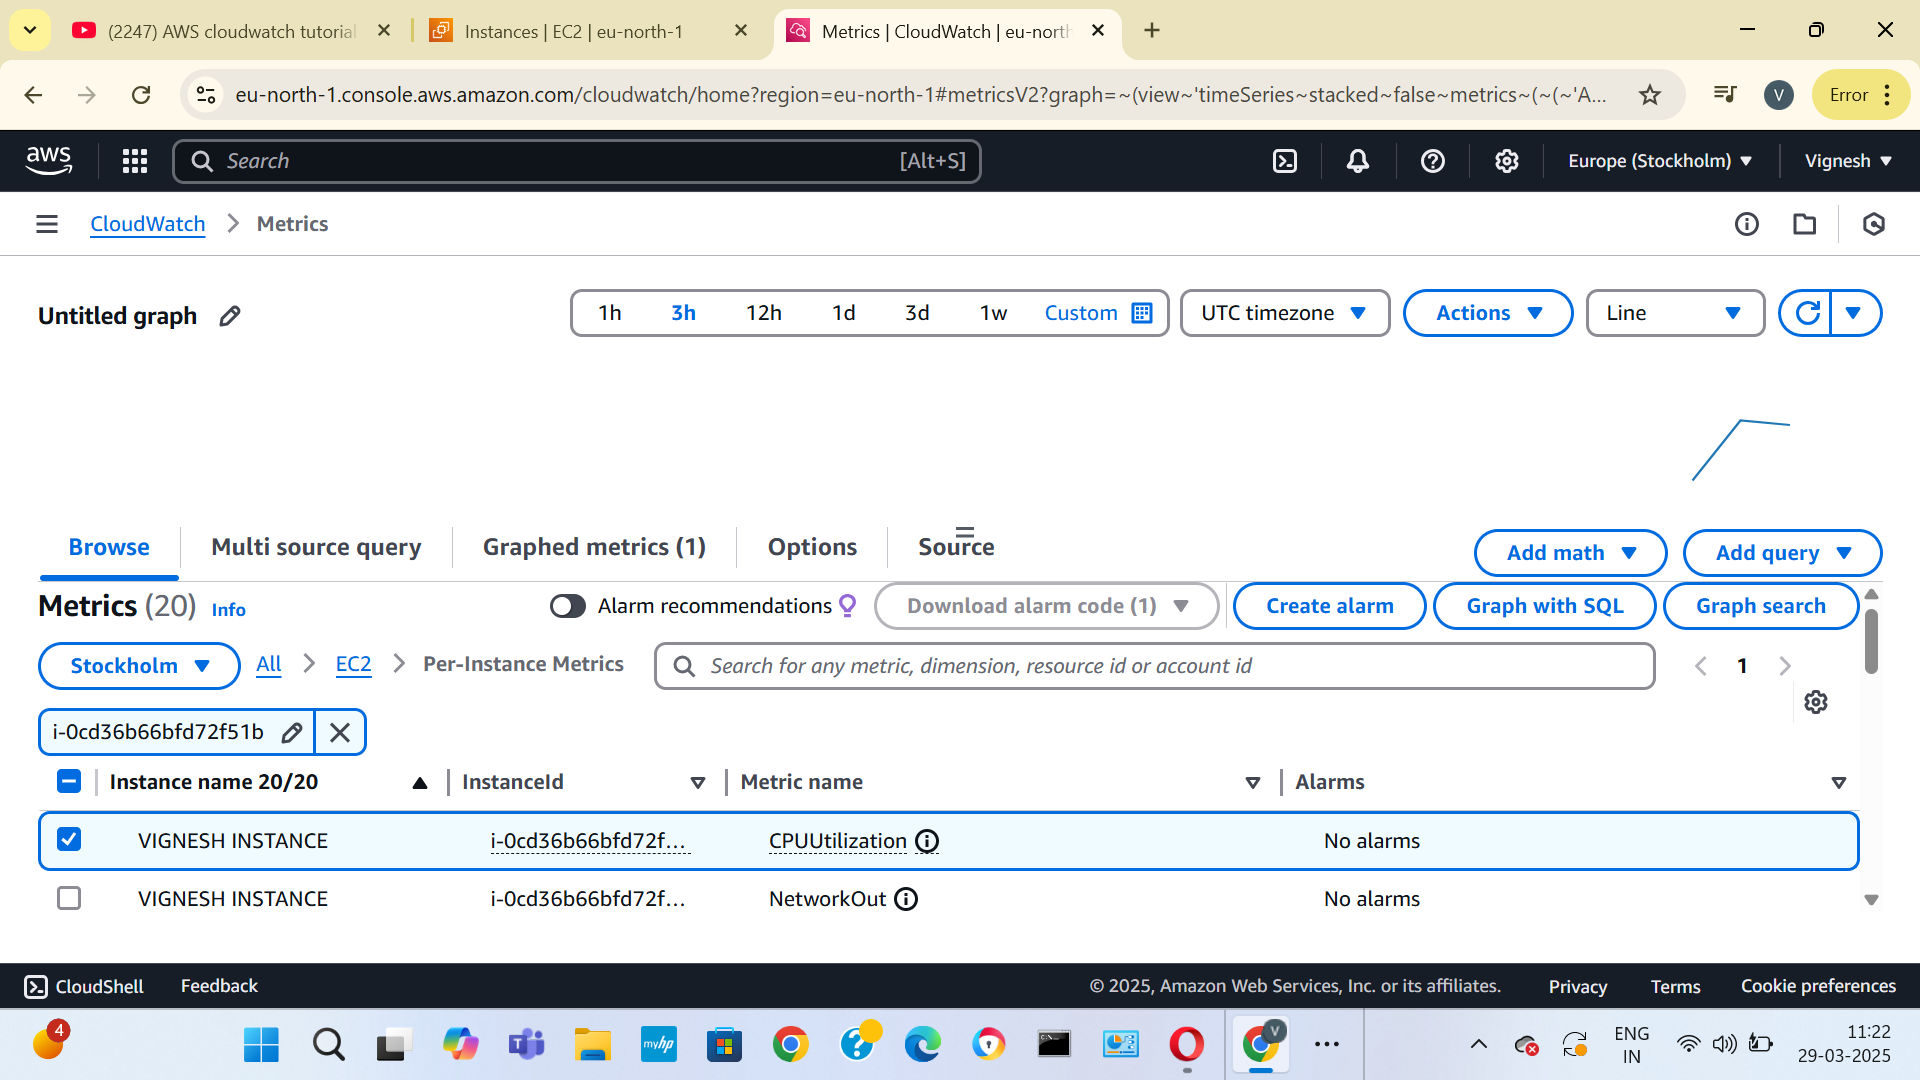 (2247) AWS cloudwatch tutorial
Instances | EC2 | eu-north-1
Metrics | CloudWatch | eu-north
eu-north-1.console.aws.amazon.com/cloudwatch/home?region=eu-north-1#metricsV2?graph=~(view~'timeSeries~stacked~false~metrics~(~(~'A...
V
Error
aws
Search
[Alt+S]
Europe (Stockholm)
Vignesh
CloudWatch
Metrics
Untitled graph
1h
3h
12h
1d
3d
1w
Custom
UTC timezone
Actions
Line
Browse
Multi source query
Graphed metrics (1)
Options
Source
Add math
Add query
Metrics (20) Info
Alarm recommendations
Download alarm code (1)
Create alarm
Graph with SQL
Graph search
Stockholm
All
EC2
Per-Instance Metrics
Search for any metric, dimension, resource id or account id
1
i-0cd36b66bfd72f51b
Instance name 20/20
InstanceId
Metric name
Alarms
VIGNESH INSTANCE
i-0cd36b66bfd72f...
CPUUtilization
No alarms
VIGNESH INSTANCE
i-0cd36b66bfd72f...
NetworkOut
No alarms
CloudShell
Feedback
© 2025, Amazon Web Services, Inc. or its affiliates.
Privacy
Terms
Cookie preferences
4
myhp
V
ENG
IN
11:22
29-03-2025